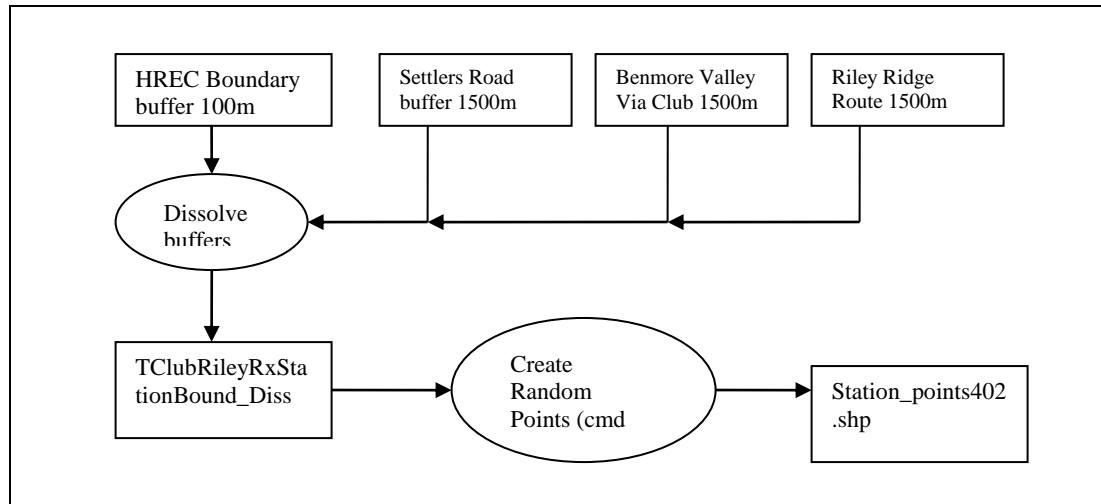 HREC Boundary
buffer 100m
Settlers Road
buffer 1500m
Benmore Valley
Via Club 1500m
Riley Ridge
Route 1500m
Dissolve
buffers
TClubRileyRxSta
tionBound_Diss
Create
Random
Points (cmd
Station_points402
.shp